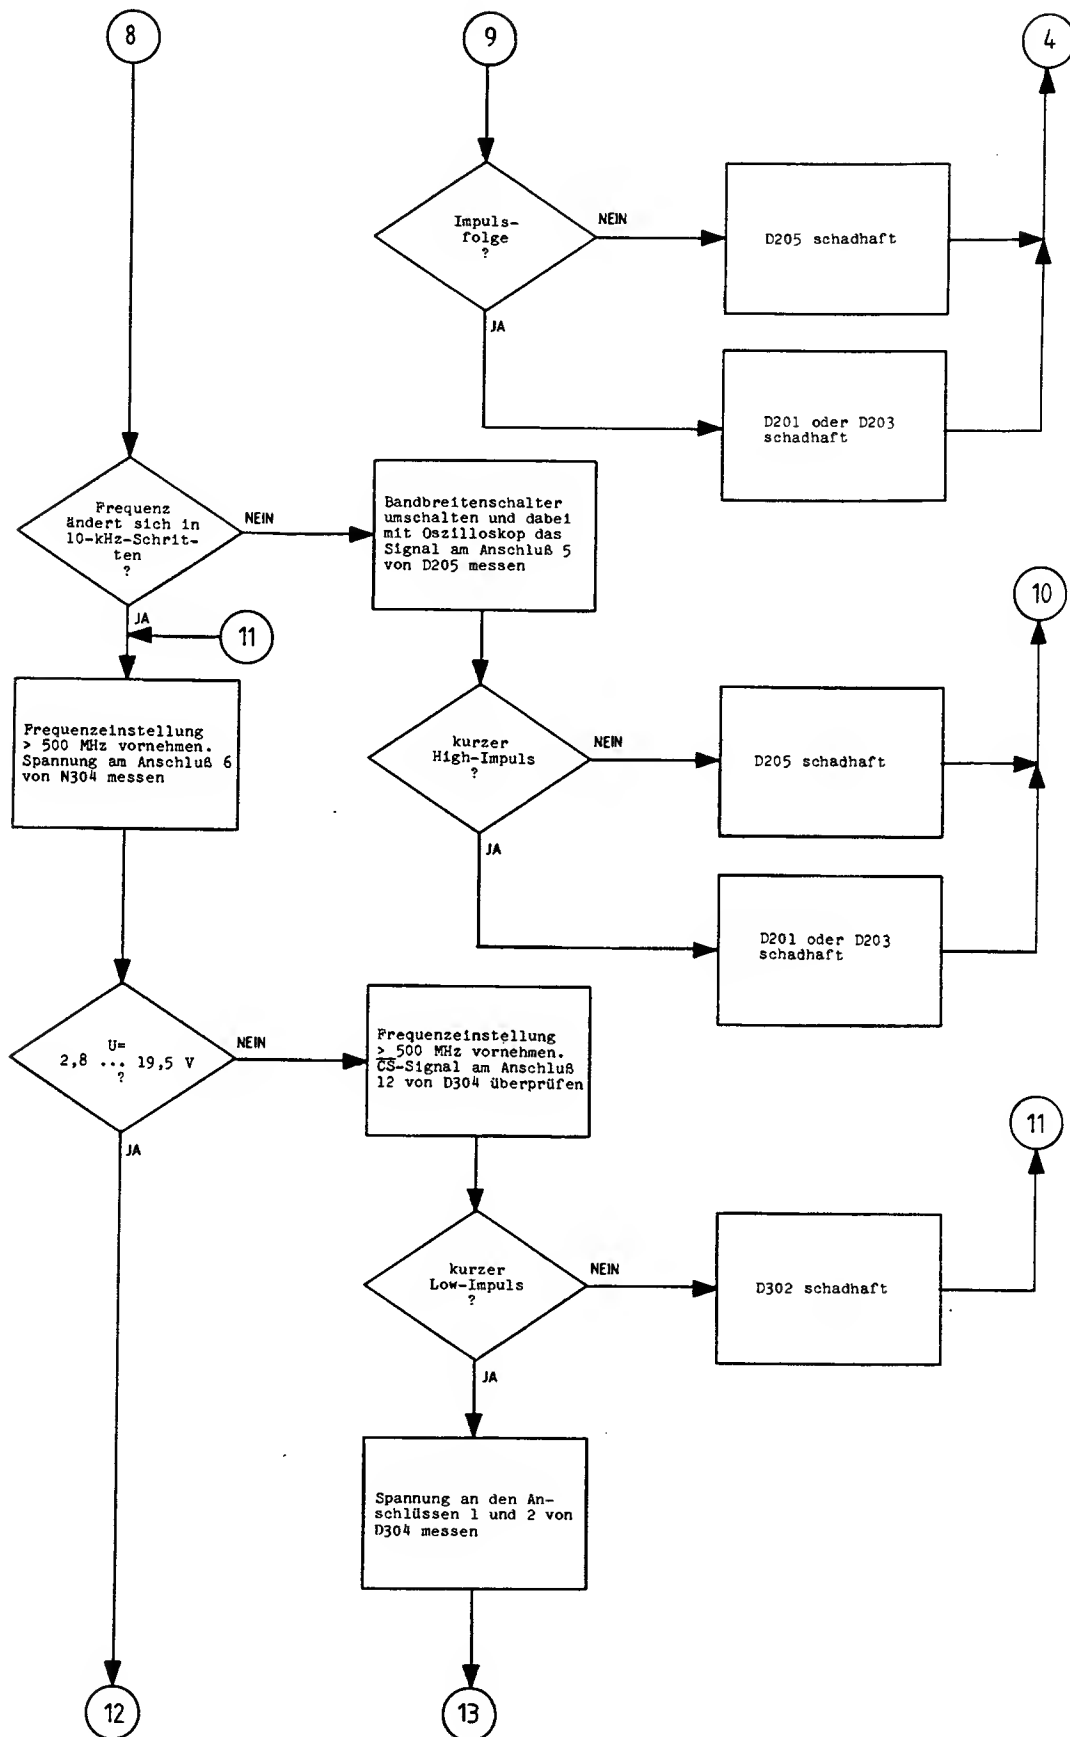 8
9
4
Impuls-
folge
?
NEIN
D205 schadhaft
JA
D201 oder D203
schadhaft
Frequenz
ändert sich in
10-kHz-Schrit-
ten
?
NEIN
Bandbreitenschalter
umschalten und dabei
mit Oszilloskop das
Signal am Anschluß 5
von D205 messen
10
JA
11
Frequenzeinstellung
> 500 MHz vornehmen.
Spannung am Anschluß 6
von N304 messen
kurzer
High-Impuls
?
NEIN
D205 schadhaft
JA
D201 oder D203
schadhaft
U=
2,8 ... 19,5 V
?
NEIN
Frequenzeinstellung
> 500 MHz vornehmen.
C̅S̅-Signal am Anschluß
12 von D304 überprüfen
11
JA
kurzer
Low-Impuls
?
NEIN
D302 schadhaft
JA
Spannung an den An-
schlüssen 1 und 2 von
D304 messen
12
13